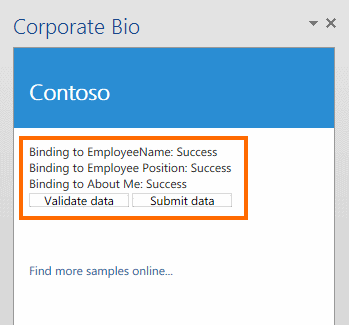 Corporate Bio
Contoso
Binding to EmployeeName: Success
Binding to Employee Position: Success
Binding to About Me: Success
Validate data Submit data
Find more samples online...